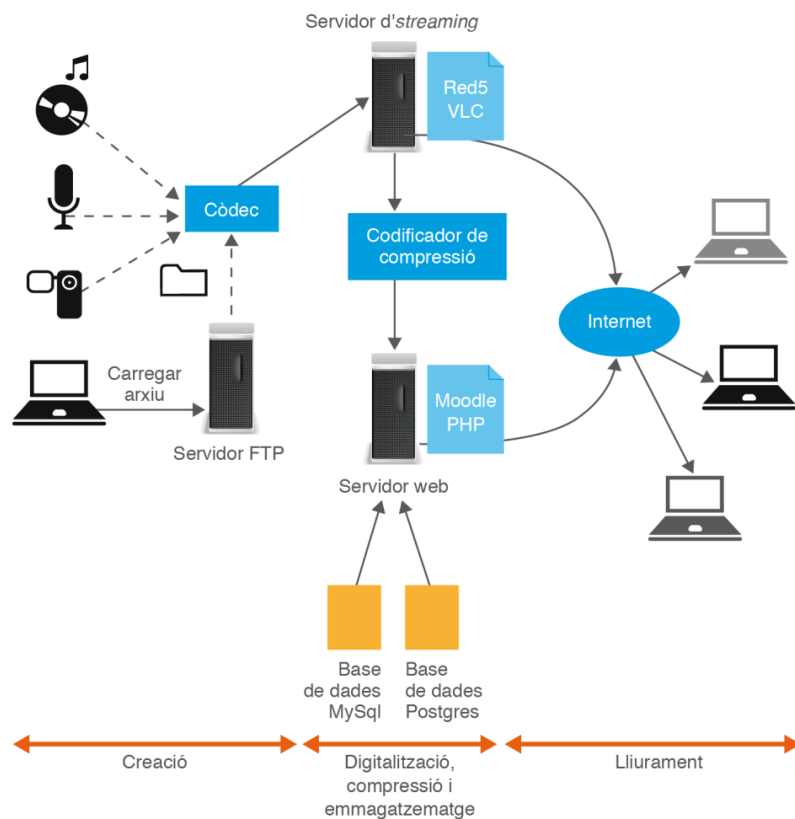 Servidor d'streaming
Red5
VLC
Còdec
Codificador de
compressió
Internet
Carregar
arxiu
Servidor FTP
Moodle
PHP
Servidor web
Base
de dades
MySql
Base
de dades
Postgres
Creació
Digitalització,
compressió i
emmagatzematge
Lliurament